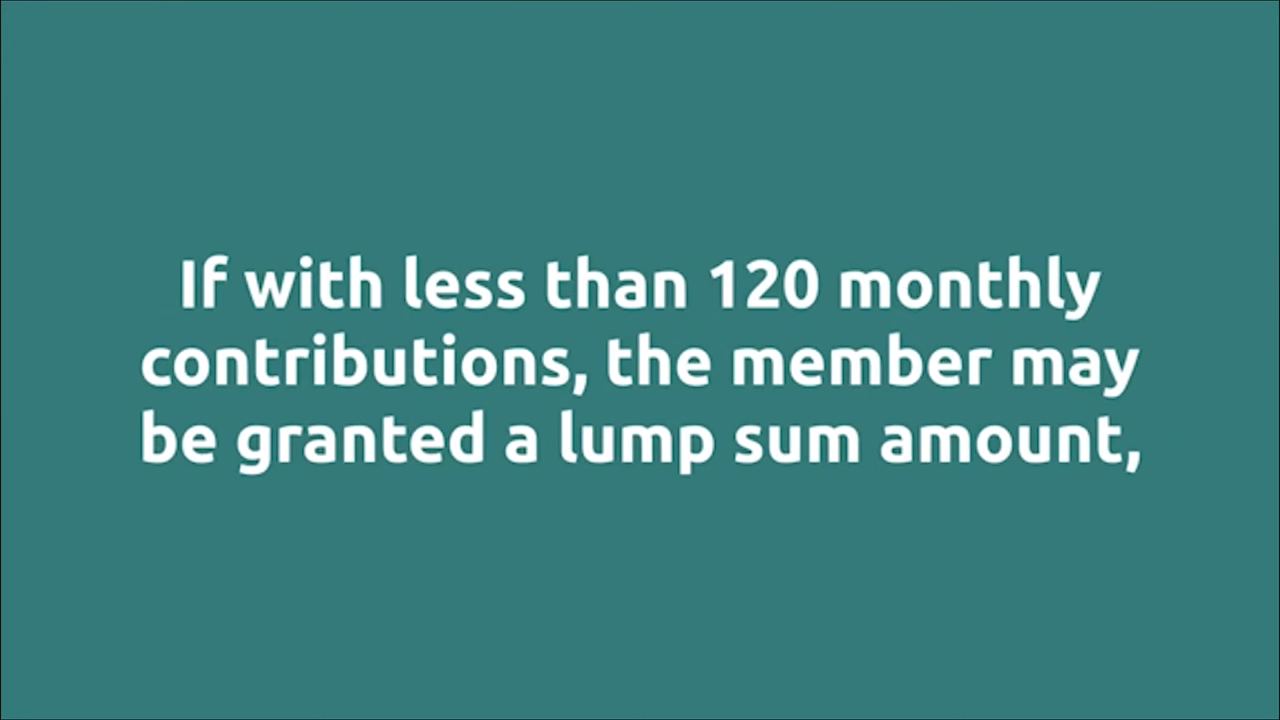 If with less than 120 monthly
contributions, the member may
be granted a lump sum amount,